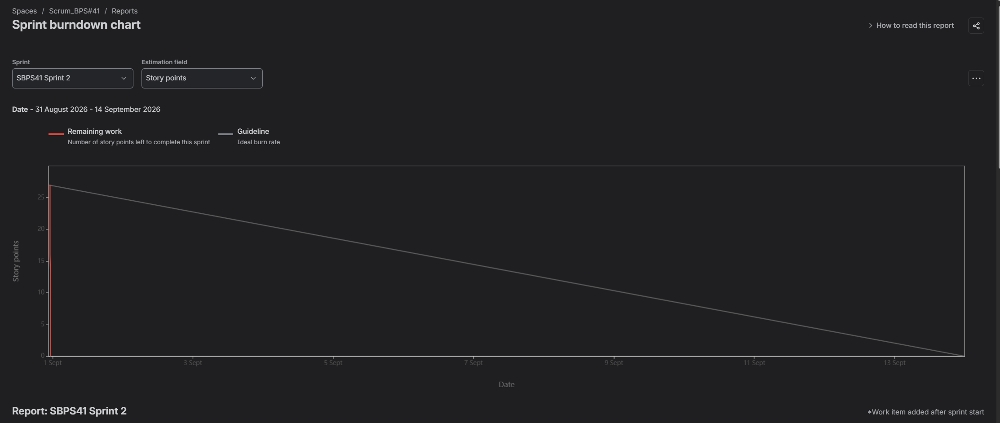 Spaces / Scrum_BPS#41 / Reports
Sprint burndown chart
How to read this report
Sprint
Estimation field
SBPS41 Sprint 2
Story points
Date - 31 August 2026 - 14 September 2026
Remaining work
Number of story points left to complete this sprint
Guideline
Ideal burn rate
25
20
15
10
5
0
Story points
1 Sept 3 Sept 5 Sept 7 Sept 9 Sept 11 Sept 13 Sept
Date
Report: SBPS41 Sprint 2
*Work item added after sprint start